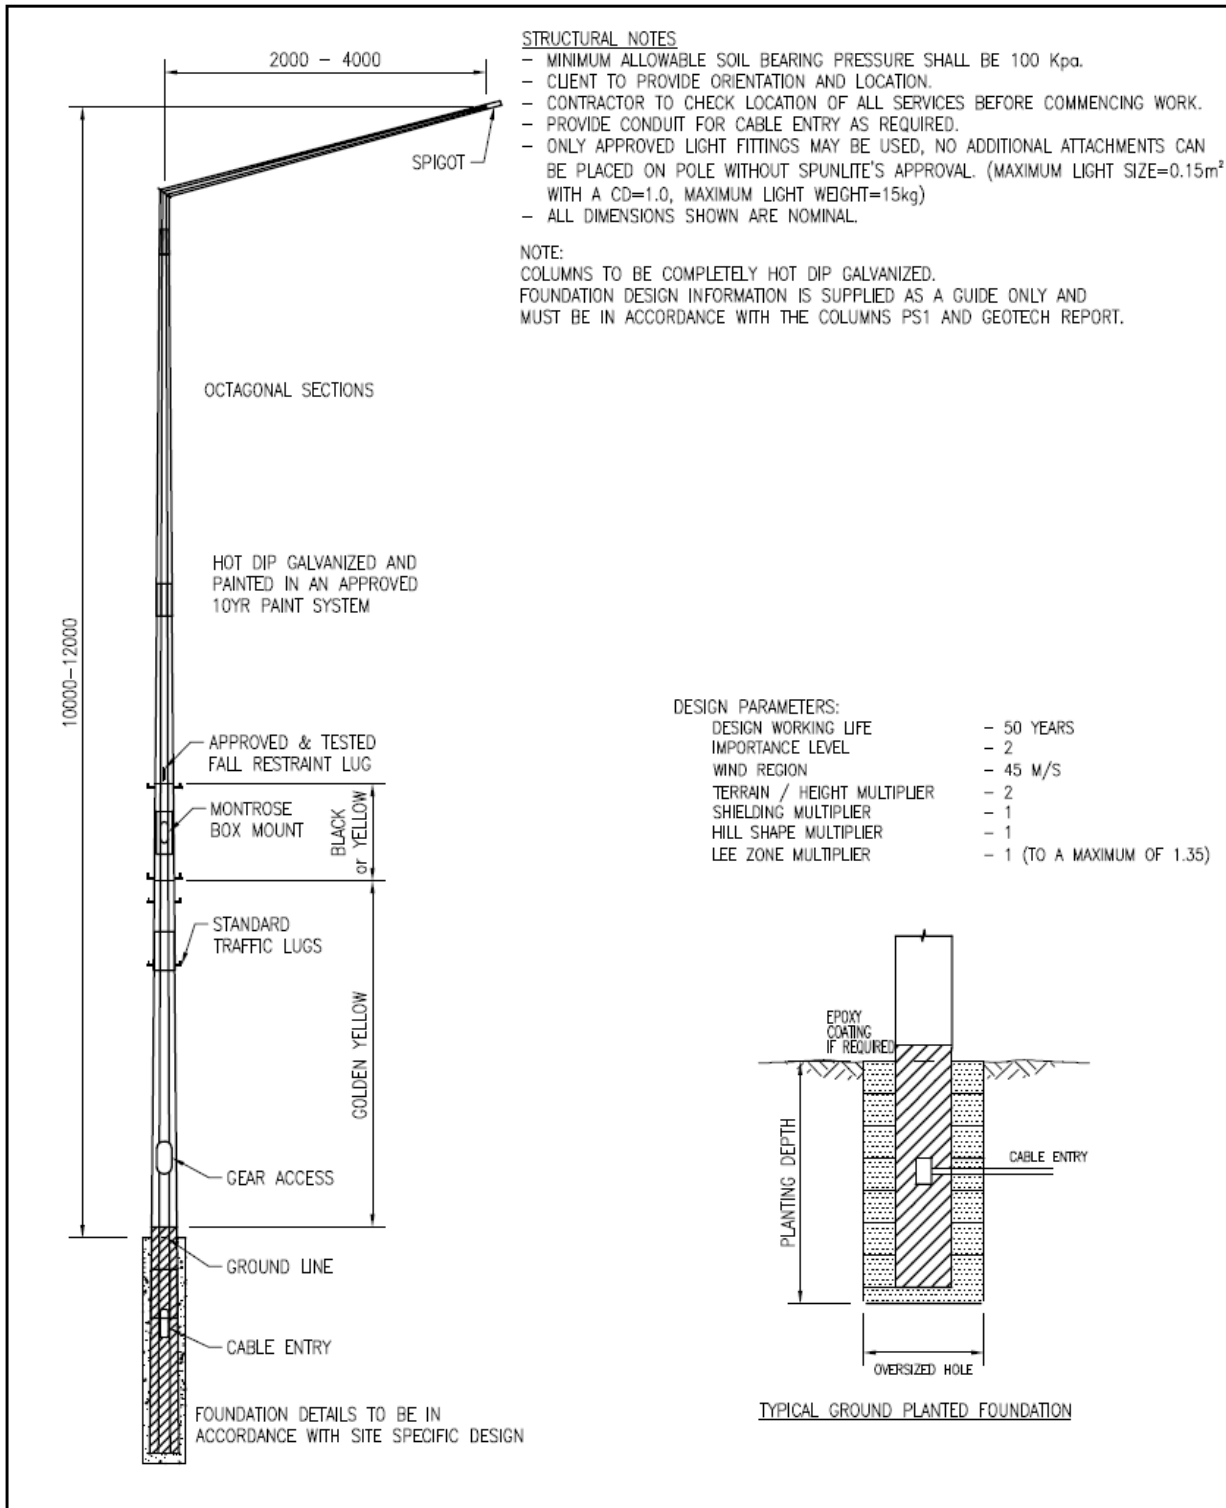 STRUCTURAL NOTES
– MINIMUM ALLOWABLE SOIL BEARING PRESSURE SHALL BE 100 Kpa.
– CLIENT TO PROVIDE ORIENTATION AND LOCATION.
– CONTRACTOR TO CHECK LOCATION OF ALL SERVICES BEFORE COMMENCING WORK.
– PROVIDE CONDUIT FOR CABLE ENTRY AS REQUIRED.
– ONLY APPROVED LIGHT FITTINGS MAY BE USED, NO ADDITIONAL ATTACHMENTS CAN
BE PLACED ON POLE WITHOUT SPUNLITE'S APPROVAL. (MAXIMUM LIGHT SIZE=0.15m²
WITH A CD=1.0, MAXIMUM LIGHT WEIGHT=15kg)
– ALL DIMENSIONS SHOWN ARE NOMINAL.
NOTE:
COLUMNS TO BE COMPLETELY HOT DIP GALVANIZED.
FOUNDATION DESIGN INFORMATION IS SUPPLIED AS A GUIDE ONLY AND
MUST BE IN ACCORDANCE WITH THE COLUMNS PS1 AND GEOTECH REPORT.
2000 – 4000
SPIGOT
OCTAGONAL SECTIONS
HOT DIP GALVANIZED AND
PAINTED IN AN APPROVED
10YR PAINT SYSTEM
10000–12000
APPROVED & TESTED
FALL RESTRAINT LUG
MONTROSE
BOX MOUNT
BLACK
or YELLOW
STANDARD
TRAFFIC LUGS
GOLDEN YELLOW
GEAR ACCESS
GROUND LINE
CABLE ENTRY
FOUNDATION DETAILS TO BE IN
ACCORDANCE WITH SITE SPECIFIC DESIGN
DESIGN PARAMETERS:
DESIGN WORKING LIFE – 50 YEARS
IMPORTANCE LEVEL – 2
WIND REGION – 45 M/S
TERRAIN / HEIGHT MULTIPLIER – 2
SHIELDING MULTIPLIER – 1
HILL SHAPE MULTIPLIER – 1
LEE ZONE MULTIPLIER – 1 (TO A MAXIMUM OF 1.35)
EPOXY
COATING
IF REQUIRED
PLANTING DEPTH
CABLE ENTRY
OVERSIZED HOLE
TYPICAL GROUND PLANTED FOUNDATION